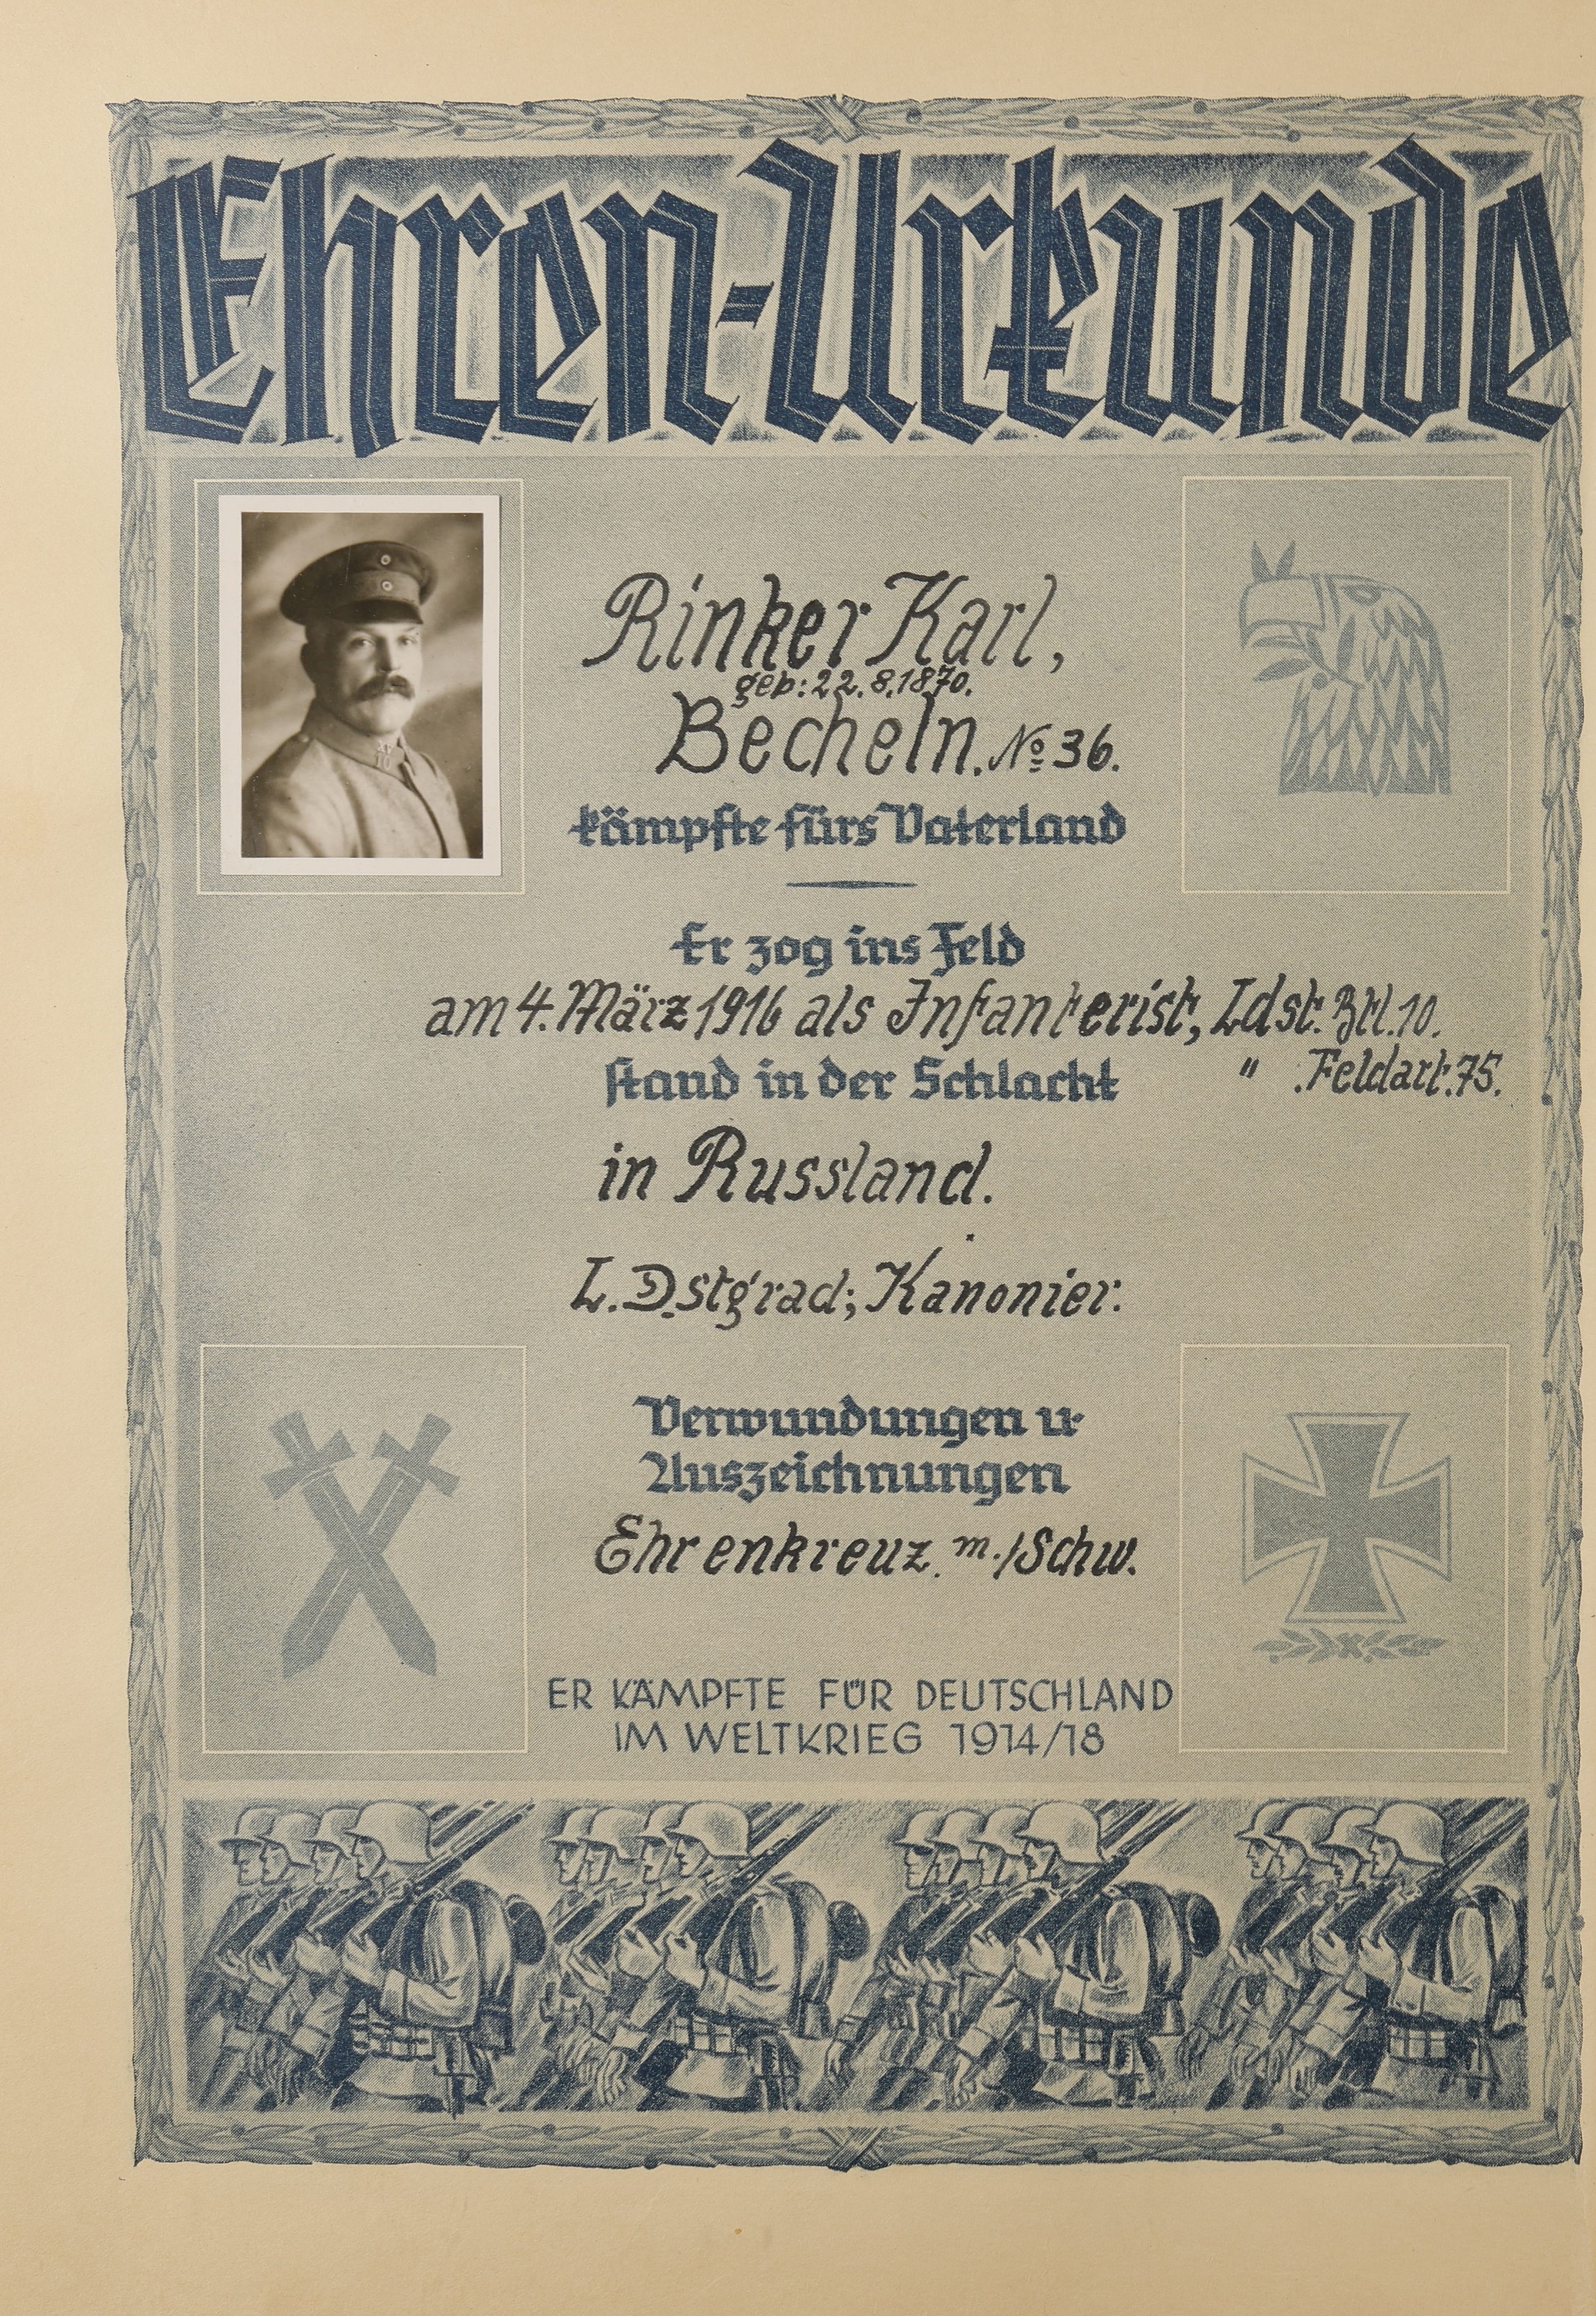 Ehren-Urkunde
Rinker Karl,
geb: 22. 8. 1870.
Becheln. No 36.
kämpfte fürs Vaterland
Er zog ins Feld
am 4. März 1916 als Infanterist, Ldst. Btl. 10.
stand in der Schlacht " . Feldart. 75.
in Russland.
L. Dstgrad; Kanonier.
Verwundungen u.
Auszeichnungen
Ehrenkreuz. m./Schw.
ER KÄMPFTE FÜR DEUTSCHLAND
IM WELTKRIEG 1914/18